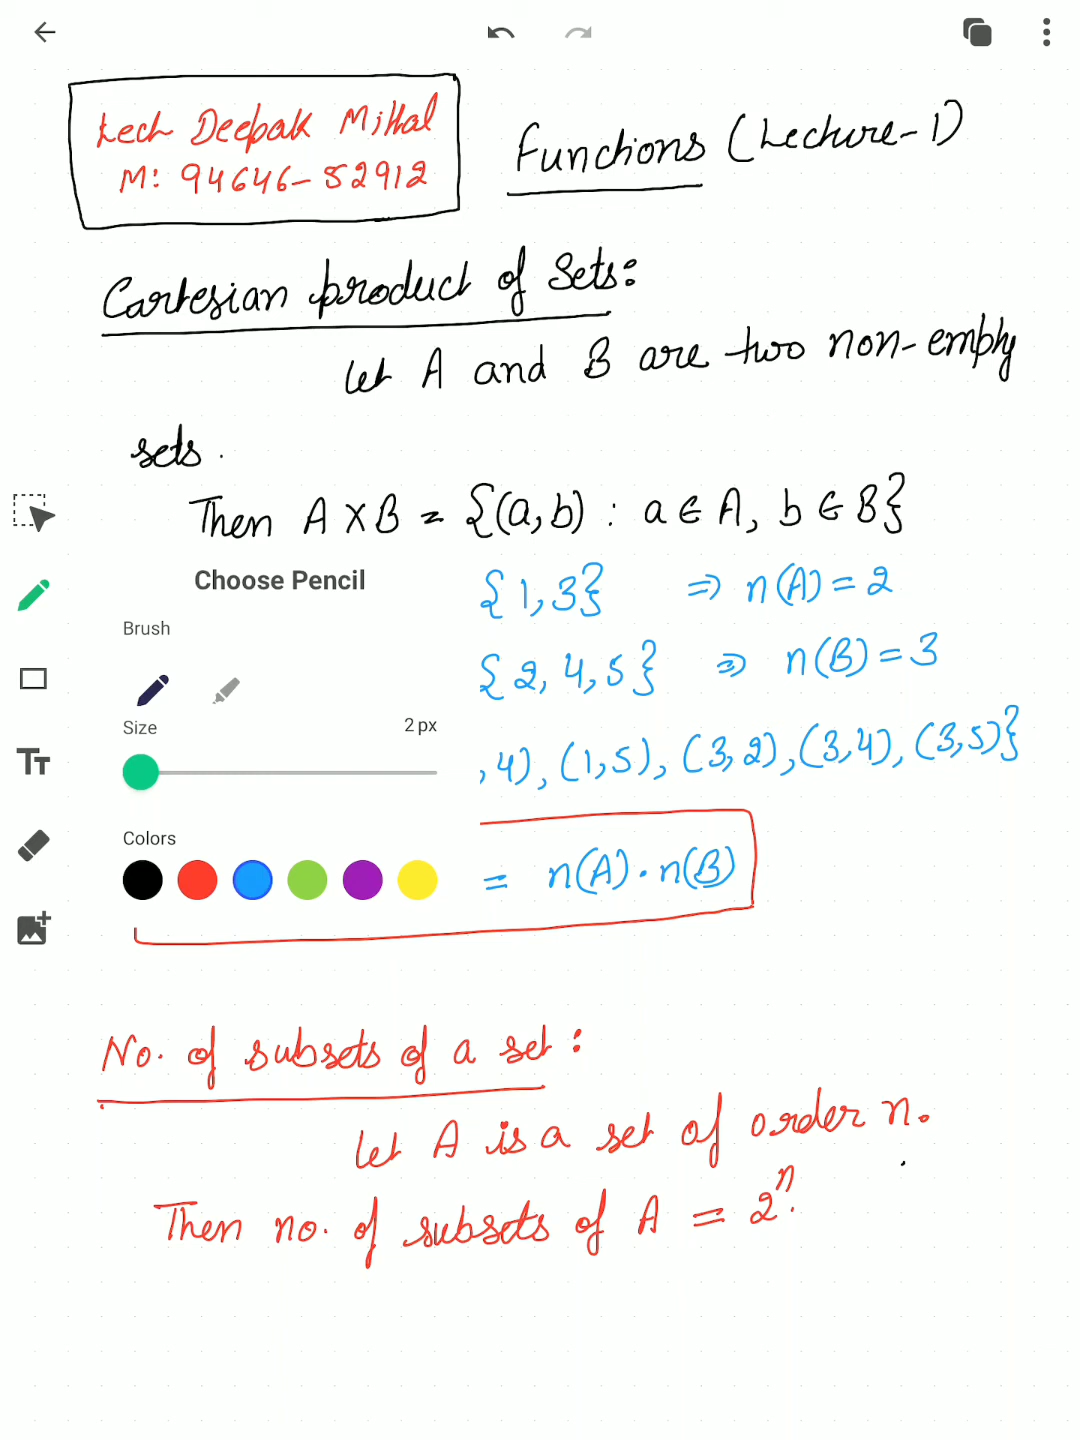 Lect Deepak Mittal
M: 94646-52912
Functions (Lecture-1)
Cartesian product of Sets:
Let A and B are two non-empty
sets.
Then A X B = {(a,b) : a ∈ A, b ∈ B}
Choose Pencil
{1,3} ⇒ n(A) = 2
Brush
{2, 4, 5} ⇒ n(B) = 3
Size 2 px
,4), (1,5), (3,2), (3,4), (3,5)}
Colors
= n(A) · n(B)
No. of subsets of a set :
Let A is a set of order n.
Then no. of subsets of A = 2ⁿ.
TT